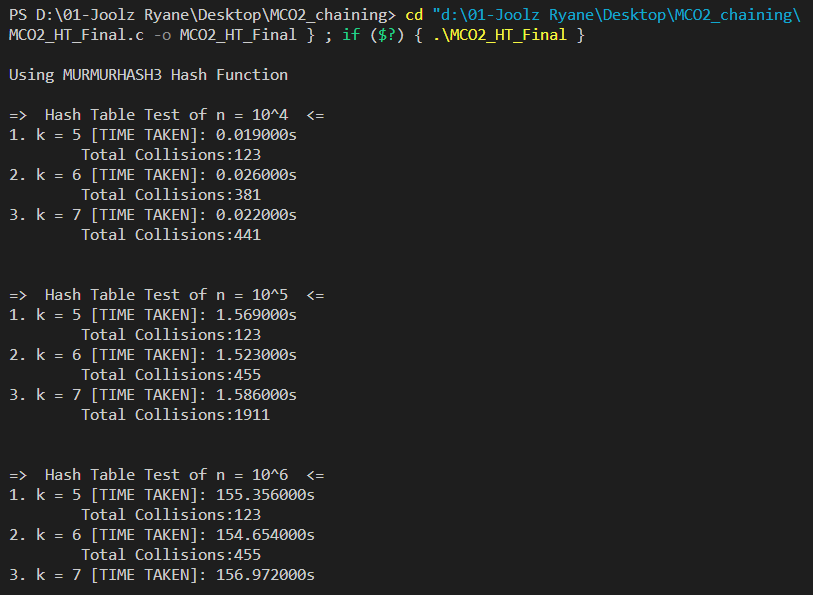 PS D:\01-Joolz Ryane\Desktop\MCO2_chaining> cd "d:\01-Joolz Ryane\Desktop\MCO2_chaining\
MCO2_HT_Final.c -o MCO2_HT_Final } ; if ($?) { .\MCO2_HT_Final }
Using MURMURHASH3 Hash Function
=>  Hash Table Test of n = 10^4  <=
1. k = 5 [TIME TAKEN]: 0.019000s
Total Collisions:123
2. k = 6 [TIME TAKEN]: 0.026000s
Total Collisions:381
3. k = 7 [TIME TAKEN]: 0.022000s
Total Collisions:441
=>  Hash Table Test of n = 10^5  <=
1. k = 5 [TIME TAKEN]: 1.569000s
Total Collisions:123
2. k = 6 [TIME TAKEN]: 1.523000s
Total Collisions:455
3. k = 7 [TIME TAKEN]: 1.586000s
Total Collisions:1911
=>  Hash Table Test of n = 10^6  <=
1. k = 5 [TIME TAKEN]: 155.356000s
Total Collisions:123
2. k = 6 [TIME TAKEN]: 154.654000s
Total Collisions:455
3. k = 7 [TIME TAKEN]: 156.972000s